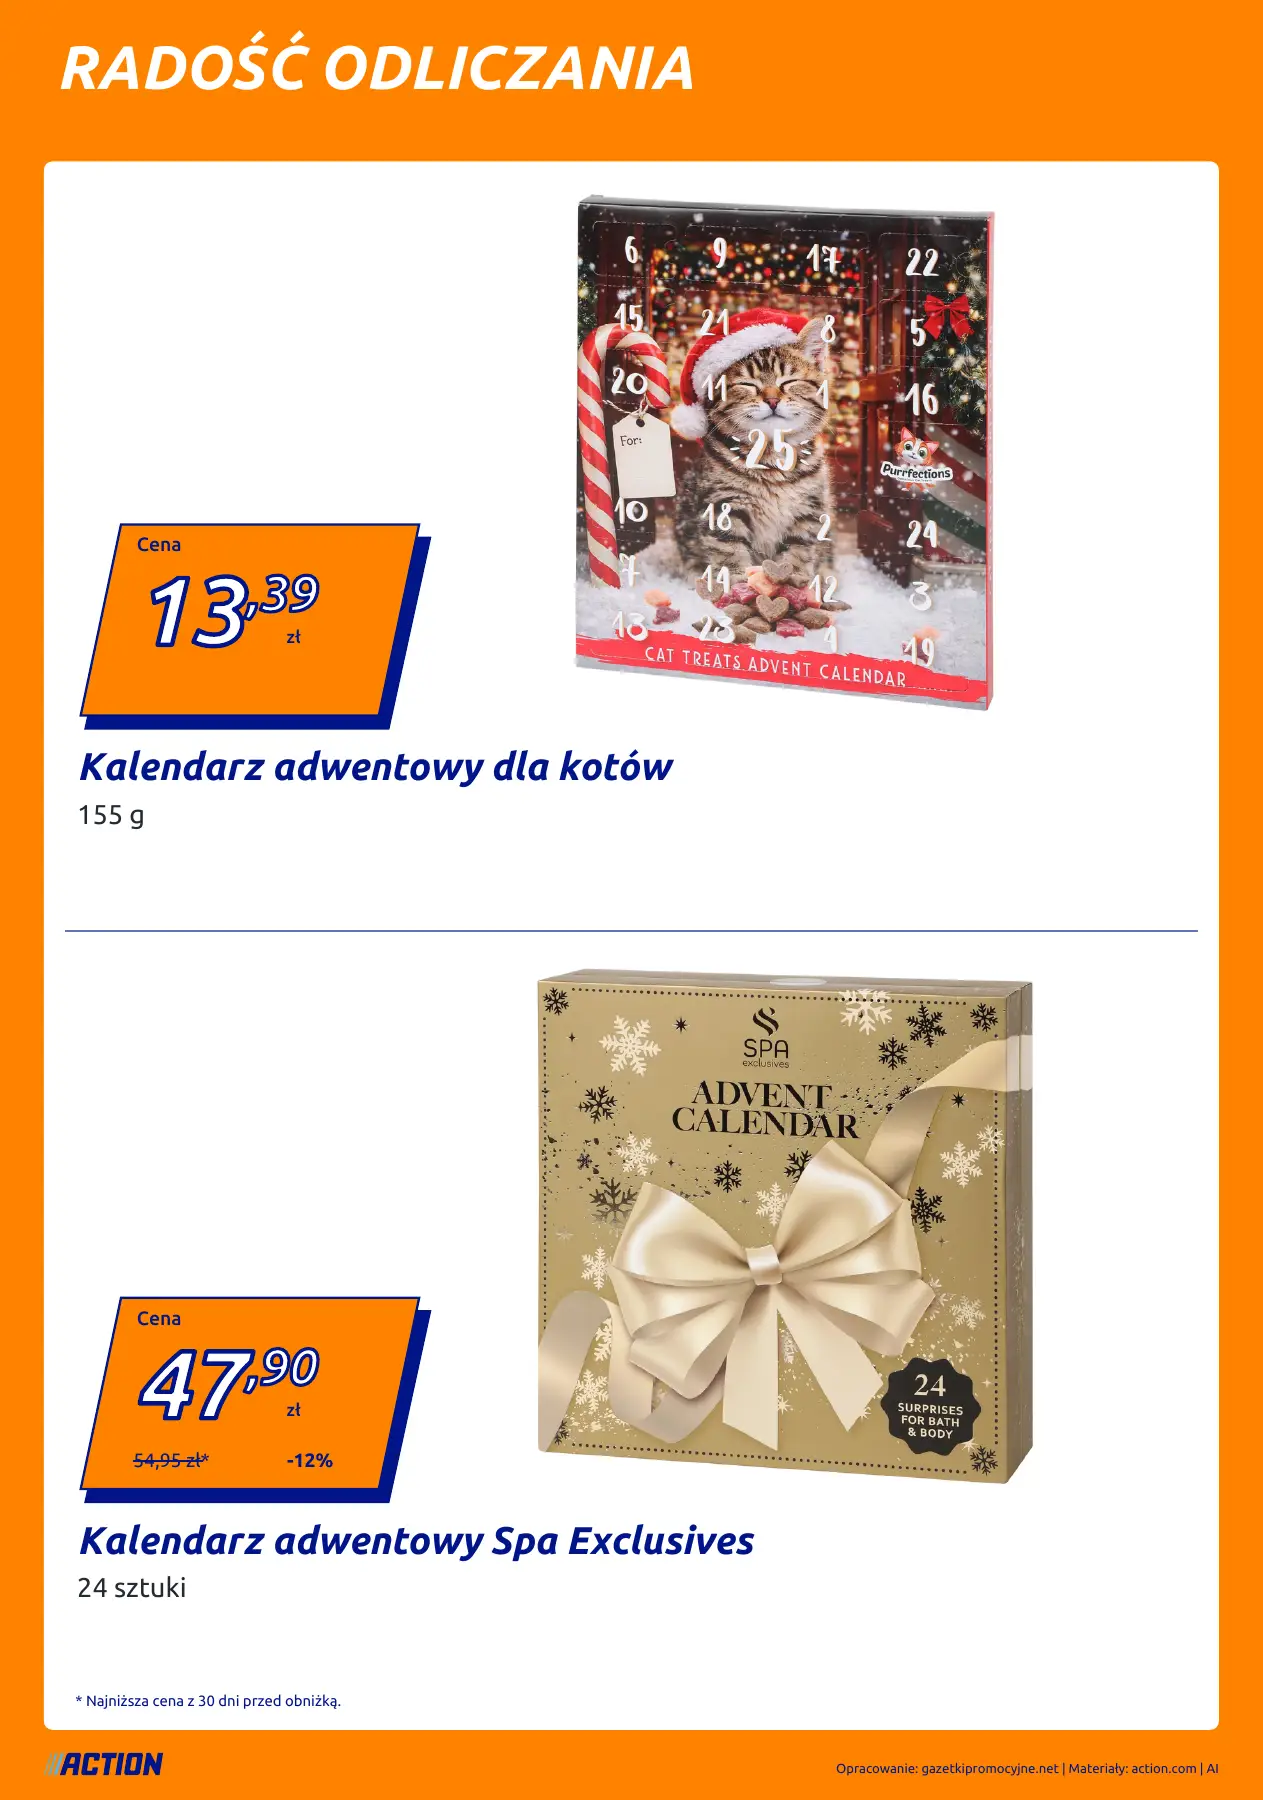 RADOŚĆ ODLICZANIA
6 9 17 22
15 21 8 5
20 11 1 16
For: 25
Purrfections
10 18 2 24
7 14 12 3
13 23 4 19
CAT TREATS ADVENT CALENDAR
Cena
13,39
zł
Kalendarz adwentowy dla kotów
155 g
SPA
exclusives
ADVENT
CALENDAR
24
SURPRISES
FOR BATH
& BODY
Cena
47,90
zł
54,95 zł* -12%
Kalendarz adwentowy Spa Exclusives
24 sztuki
* Najniższa cena z 30 dni przed obniżką.
ACTION
Opracowanie: gazetkipromocyjne.net | Materiały: action.com | AI